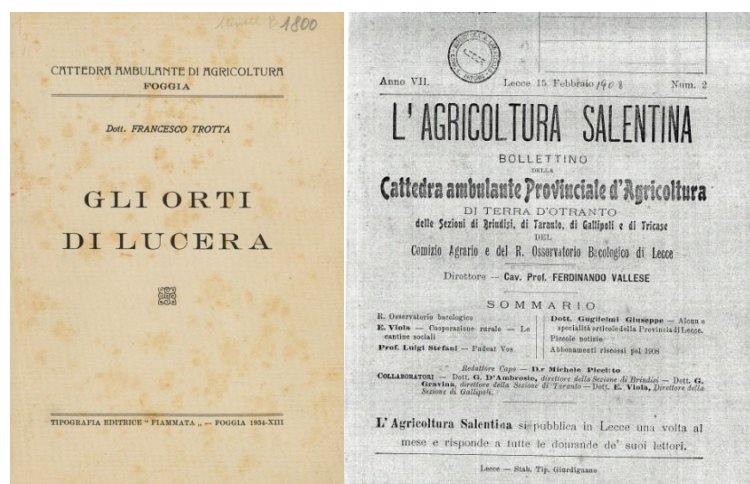 1800
CATTEDRA AMBULANTE DI AGRICOLTURA
FOGGIA
Dott. FRANCESCO TROTTA
GLI ORTI
DI LUCERA
TIPOGRAFIA EDITRICE " FIAMMATA „ — FOGGIA 1934-XIII
LECCE
Anno VII. Lecce 15 Febbraio 1908 Num. 2
L' AGRICOLTURA SALENTINA
BOLLETTINO
DELLA
Cattedra ambulante Provinciale d'Agricoltura
DI TERRA D'OTRANTO
delle Sezioni di Brindisi, di Taranto, di Gallipoli e di Tricase
DEL
Comizio Agrario e del R. Osservatorio Bacologico di Lecce
Direttore — Cav. Prof. FERDINANDO VALLESE
SOMMARIO
R. Osservatorio bacologico
E. Viola — Cooperazione rurale — Le
cantine sociali
Prof. Luigi Stefani — Pudeat Vos
Dott. Guglielmi Giuseppe — Alcune
specialità orticole della Provincia di Lecce.
Piccole notizie
Abbonamenti riscossi pel 1908
Redattore Capo — D.r Michele Piccito
COLLABORATORI — Dott. G. D'Ambrosio, direttore della Sezione di Brindisi — Dott. G.
Gravina, direttore della Sezione di Taranto — Dott. E. Viola, Direttore della
Sezione di Gallipoli.
L' Agricoltura Salentina si pubblica in Lecce una volta al
mese e risponde a tutte le domande de' suoi lettori.
Lecce — Stab. Tip. Giurdignano